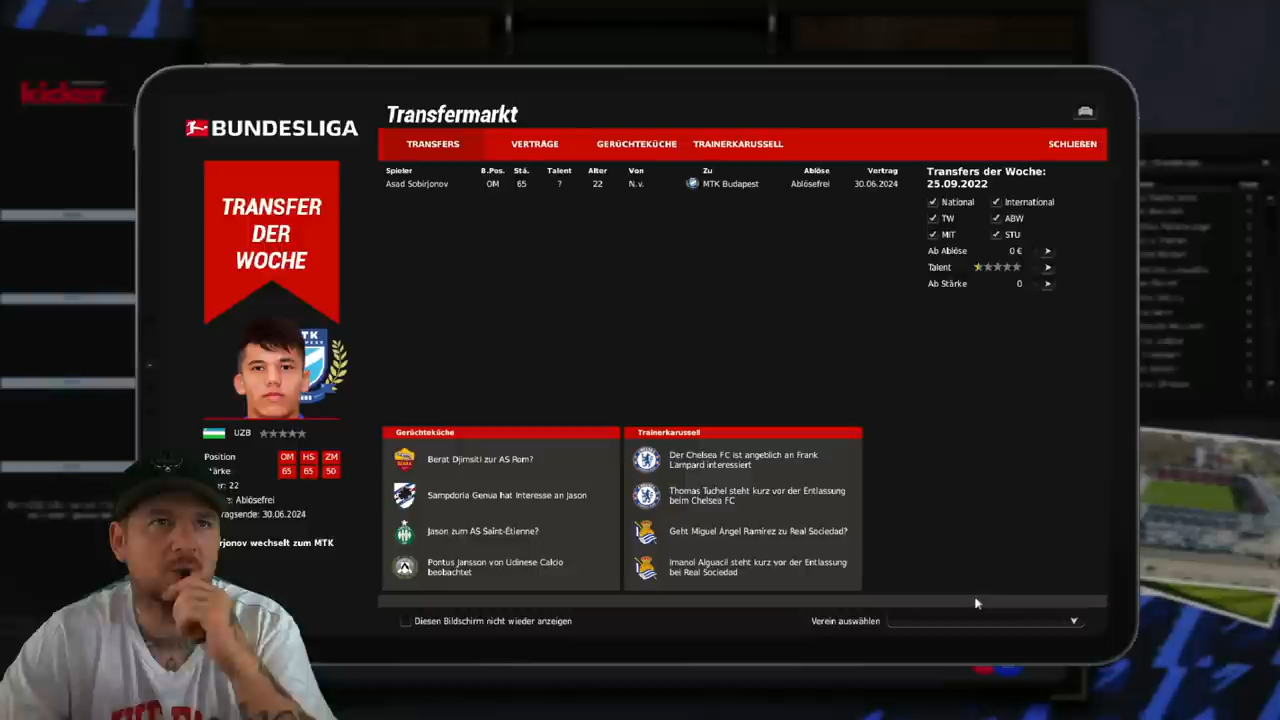 kicker
BUNDESLIGA
Transfermarkt
TRANSFERS VERTRÄGE GERÜCHTEKÜCHE TRAINERKARUSSELL SCHLIEßEN
Spieler B.Pos. Stä. Talent Alter Von Zu Ablöse Vertrag
Asad Sobirjonov OM 65 ? 22 N.v. MTK Budapest Ablösefrei 30.06.2024
Transfers der Woche:
25.09.2022
National International
TW ABW
MIT STU
Ab Ablöse 0 €
Talent
Ab Stärke 0
TRANSFER
DER
WOCHE
UZB
Position OM HS ZM
tärke 65 65 50
er: 22
e: Ablösefrei
ragsende: 30.06.2024
rjonov wechselt zum MTK
Gerüchteküche
Berat Djimsiti zur AS Rom?
Sampdoria Genua hat Interesse an Jason
Jason zum AS Saint-Étienne?
Pontus Jansson von Udinese Calcio
beobachtet
Trainerkarussell
Der Chelsea FC ist angeblich an Frank
Lampard interessiert
Thomas Tuchel steht kurz vor der Entlassung
beim Chelsea FC
Geht Miguel Ángel Ramírez zu Real Sociedad?
Imanol Alguacil steht kurz vor der Entlassung
bei Real Sociedad
Diesen Bildschirm nicht wieder anzeigen
Verein auswählen